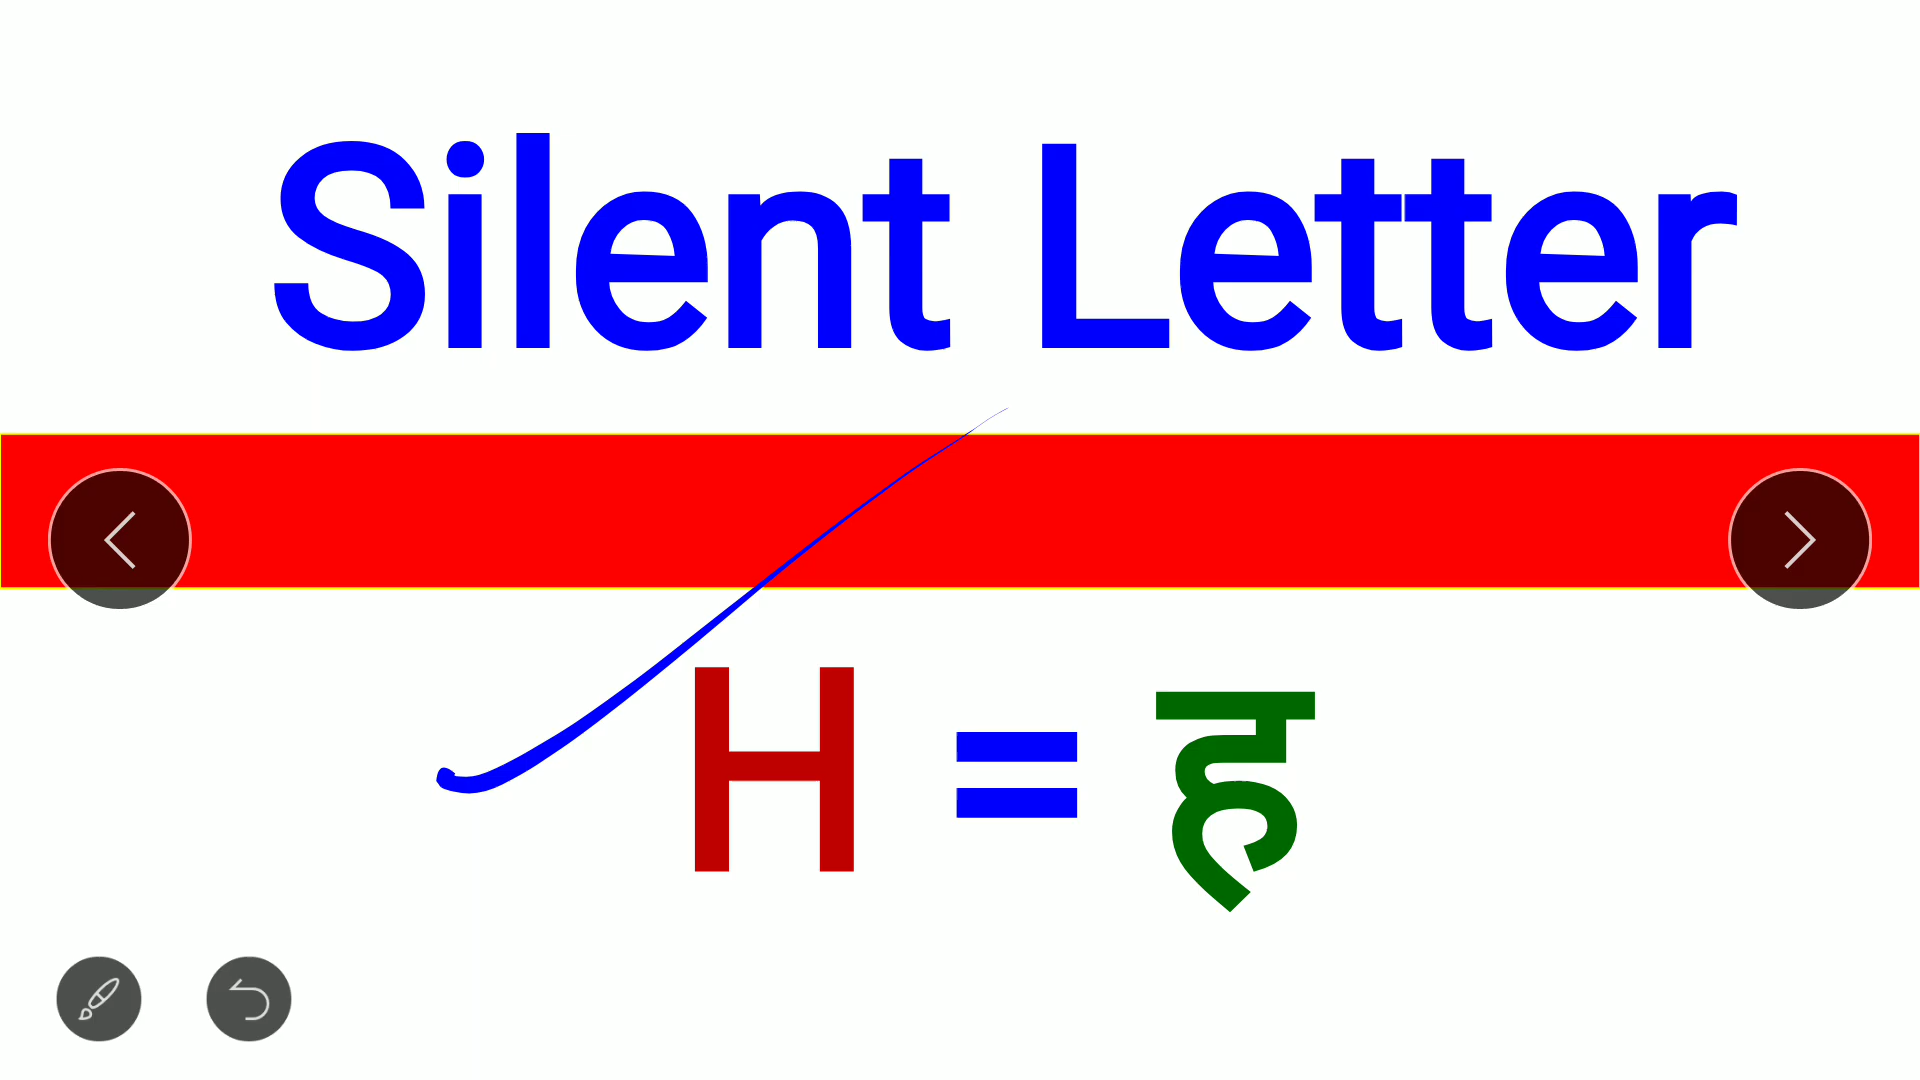 Silent Letter
H = ह